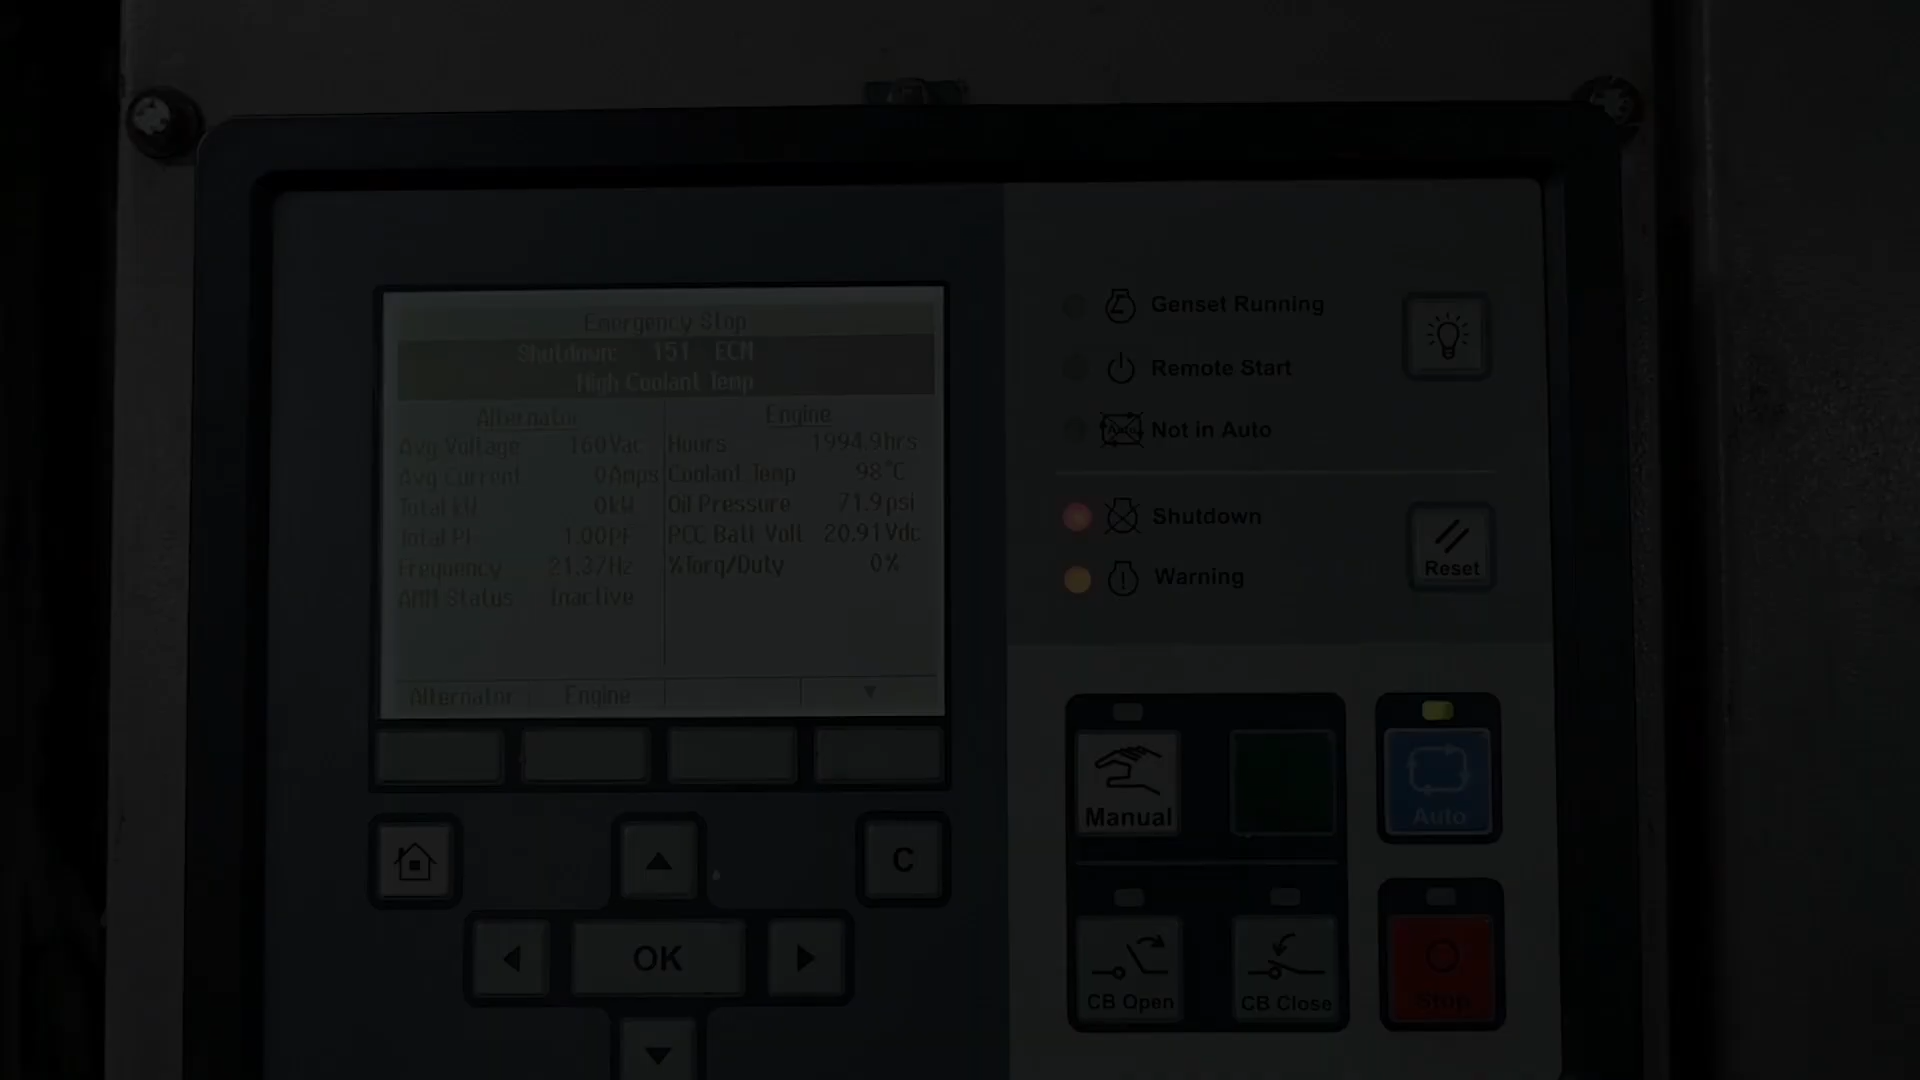 Emergency Stop
Shutdown: 151 ECM
High Coolant Temp
Alternator
Avg Voltage 160Vac
Avg Current 0Amps
Total kW 0kW
Total PF 1.00PF
Frequency 21.37Hz
AMM Status Inactive
Engine
Hours 1994.9hrs
Coolant Temp 98°C
Oil Pressure 71.9psi
PCC Batt Volt 20.91Vdc
%Torq/Duty 0%
Alternator Engine ▼
OK
C
Genset Running
Remote Start
Auto
Not in Auto
Shutdown
Warning
Reset
Manual
Auto
CB Open
CB Close
Stop